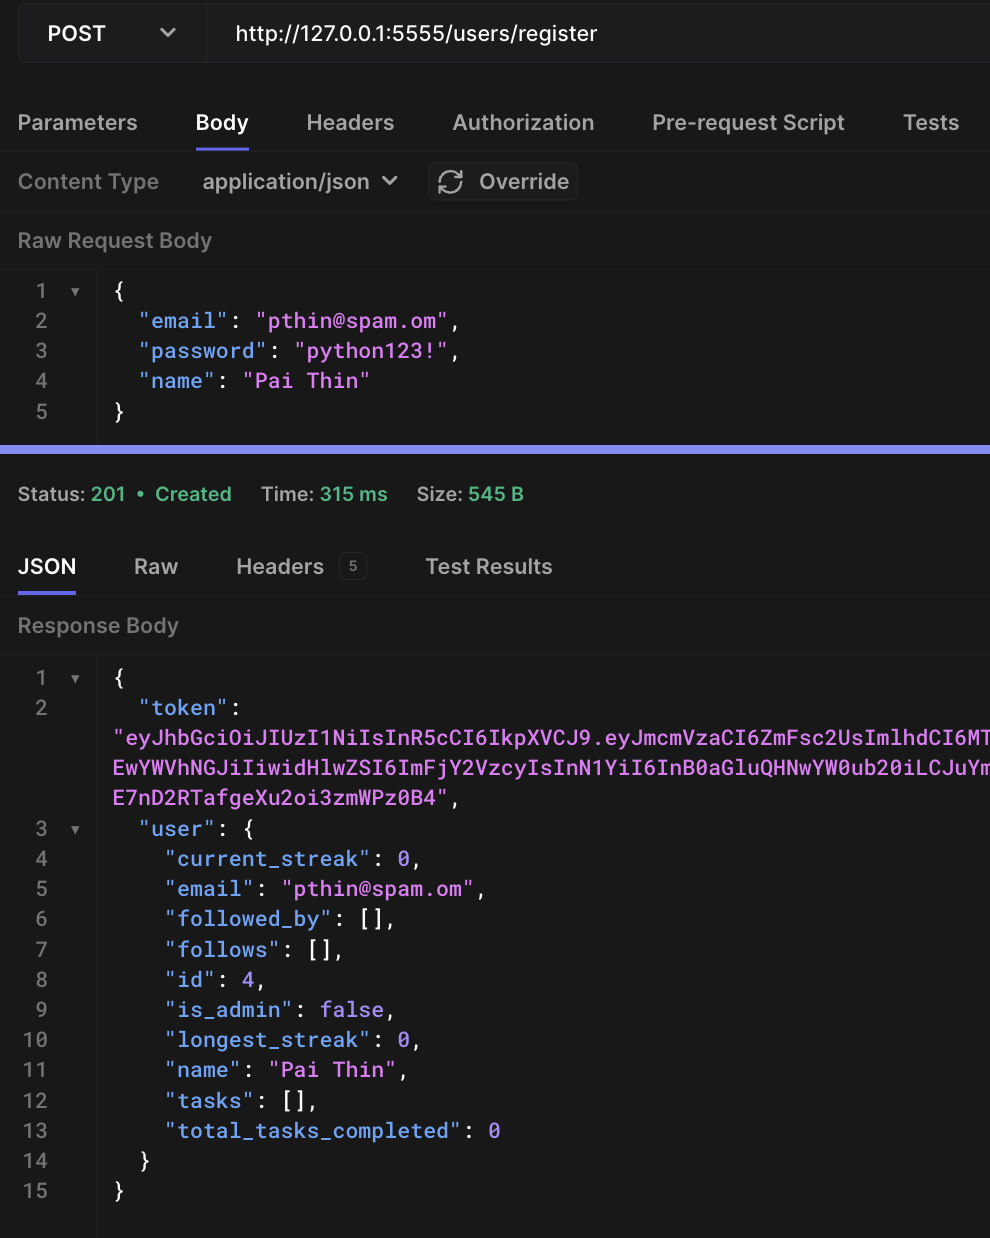 POST http://127.0.0.1:5555/users/register
Parameters Body Headers Authorization Pre-request Script Tests
Content Type application/json Override
Raw Request Body
1 {
2 "email": "pthin@spam.om",
3 "password": "python123!",
4 "name": "Pai Thin"
5 }
Status: 201 • Created Time: 315 ms Size: 545 B
JSON Raw Headers 5 Test Results
Response Body
1 {
2 "token":
"eyJhbGciOiJIUzI1NiIsInR5cCI6IkpXVCJ9.eyJmcmVzaCI6ZmFsc2UsImlhdCI6MT
EwYWVhNGJiIiwidHlwZSI6ImFjY2VzcyIsInN1YiI6InB0aGluQHNwYW0ub20iLCJuYm
E7nD2RTafgeXu2oi3zmWPz0B4",
3 "user": {
4 "current_streak": 0,
5 "email": "pthin@spam.om",
6 "followed_by": [],
7 "follows": [],
8 "id": 4,
9 "is_admin": false,
10 "longest_streak": 0,
11 "name": "Pai Thin",
12 "tasks": [],
13 "total_tasks_completed": 0
14 }
15 }